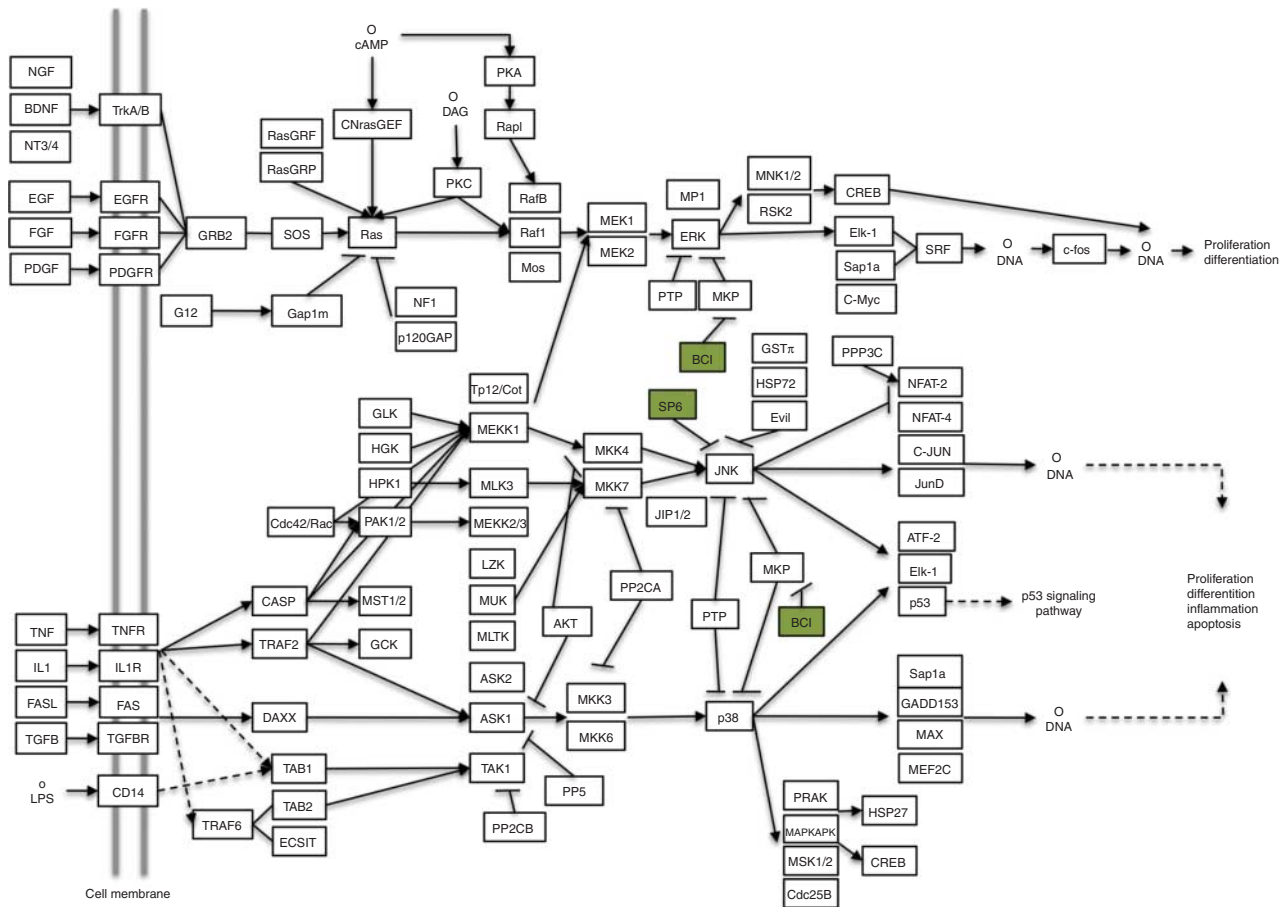 O
cAMP
NGF
PKA
BDNF
TrkA/B
O
DAG
CNrasGEF
Rapl
RasGRF
NT3/4
RasGRP
PKC
MNK1/2
EGF
EGFR
RafB
MP1
CREB
MEK1
RSK2
FGF
FGFR
GRB2
SOS
Ras
Raf1
ERK
Elk-1
SRF
O
DNA
c-fos
O
DNA
Proliferation
differentiation
MEK2
PDGF
PDGFR
Mos
Sap1a
PTP
MKP
C-Myc
G12
Gap1m
NF1
p120GAP
BCI
GSTπ
PPP3C
HSP72
NFAT-2
Tp12/Cot
SP6
Evil
GLK
NFAT-4
MEKK1
HGK
MKK4
C-JUN
O
DNA
JNK
HPK1
MLK3
MKK7
JunD
JIP1/2
Cdc42/Rac
PAK1/2
MEKK2/3
ATF-2
LZK
MKP
Elk-1
PP2CA
CASP
MST1/2
MUK
p53
p53 signaling
pathway
Proliferation
differentition
inflammation
apoptosis
TNF
TNFR
AKT
PTP
BCI
TRAF2
GCK
MLTK
IL1
IL1R
ASK2
Sap1a
MKK3
FASL
FAS
DAXX
ASK1
p38
GADD153
O
DNA
MKK6
TGFB
TGFBR
MAX
TAB1
TAK1
MEF2C
o
LPS
CD14
PP5
PRAK
HSP27
TAB2
TRAF6
PP2CB
MAPKAPK
ECSIT
MSK1/2
CREB
Cdc25B
Cell membrane